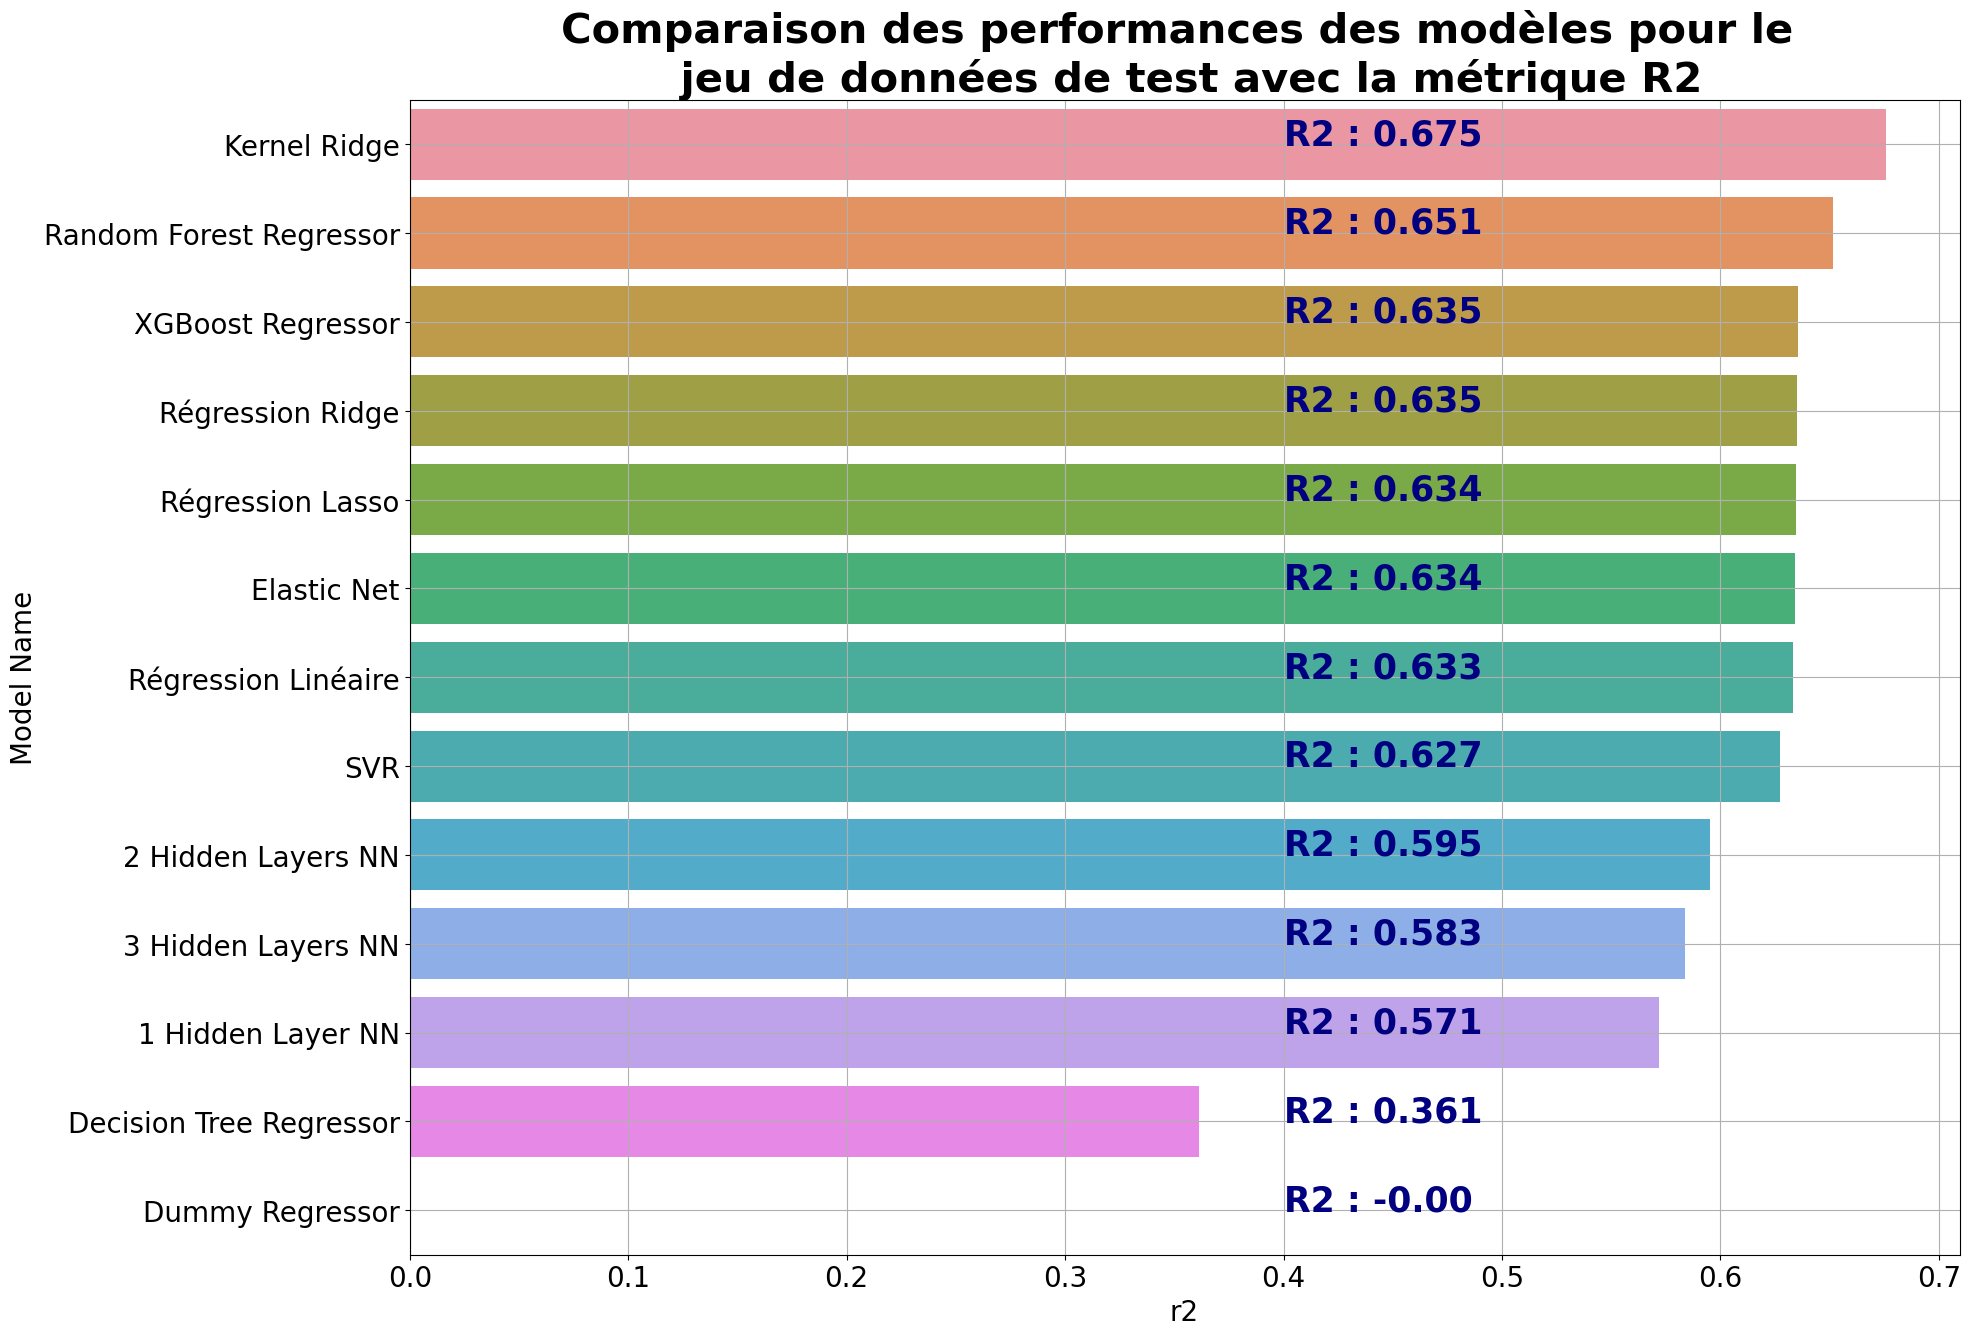 Comparaison des performances des modèles pour le
jeu de données de test avec la métrique R2
Kernel Ridge
R2 : 0.675
Random Forest Regressor
R2 : 0.651
XGBoost Regressor
R2 : 0.635
Régression Ridge
R2 : 0.635
Régression Lasso
R2 : 0.634
Elastic Net
R2 : 0.634
Régression Linéaire
R2 : 0.633
SVR
R2 : 0.627
2 Hidden Layers NN
R2 : 0.595
3 Hidden Layers NN
R2 : 0.583
1 Hidden Layer NN
R2 : 0.571
Decision Tree Regressor
R2 : 0.361
Dummy Regressor
R2 : -0.00
Model Name
0.0 0.1 0.2 0.3 0.4 0.5 0.6 0.7
r2